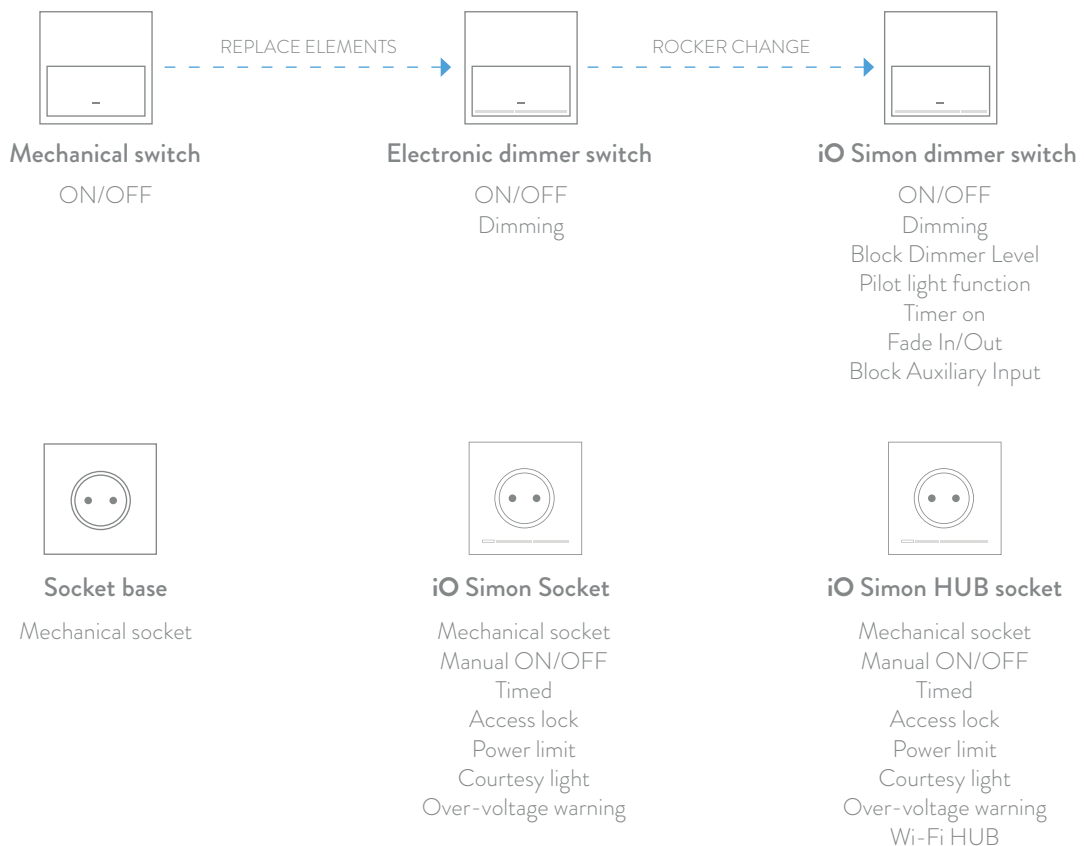 REPLACE ELEMENTS
ROCKER CHANGE
Mechanical switch
ON/OFF
Electronic dimmer switch
ON/OFF
Dimming
iO Simon dimmer switch
ON/OFF
Dimming
Block Dimmer Level
Pilot light function
Timer on
Fade In/Out
Block Auxiliary Input
Socket base
Mechanical socket
iO Simon Socket
Mechanical socket
Manual ON/OFF
Timed
Access lock
Power limit
Courtesy light
Over-voltage warning
iO Simon HUB socket
Mechanical socket
Manual ON/OFF
Timed
Access lock
Power limit
Courtesy light
Over-voltage warning
Wi-Fi HUB